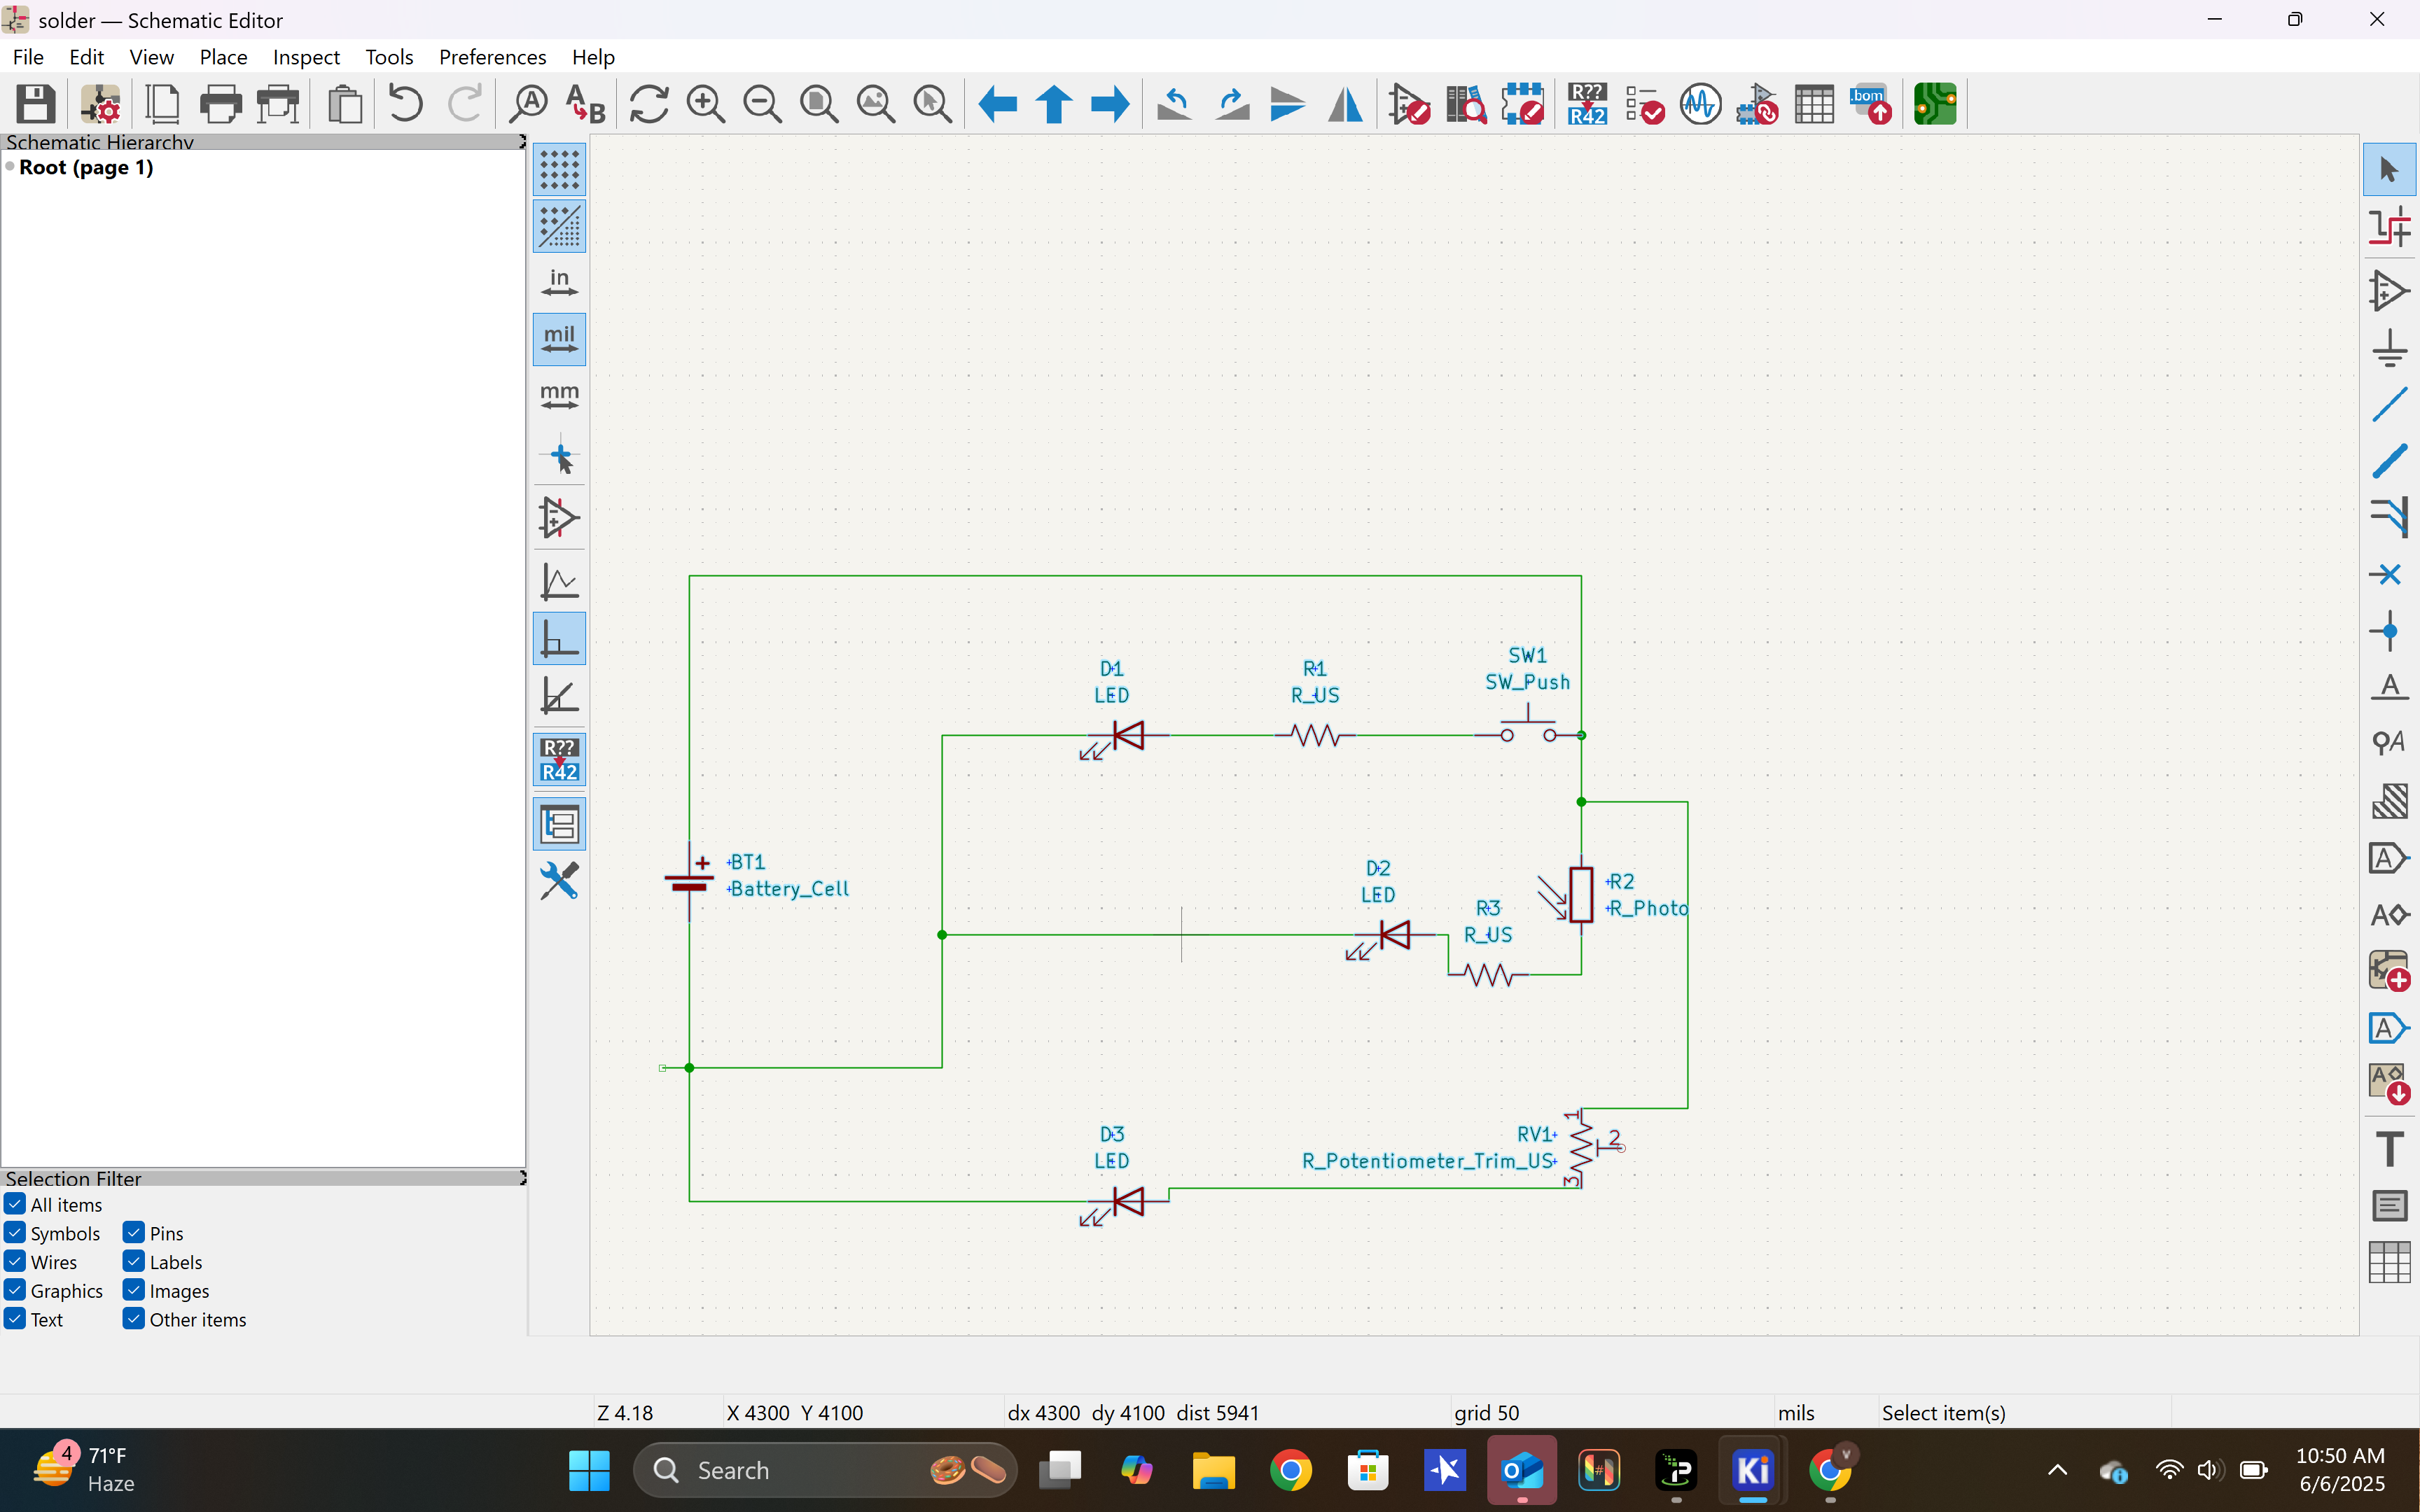 solder — Schematic Editor
File Edit View Place Inspect Tools Preferences Help
A
A B
R??
R42
bom
Schematic Hierarchy
Root (page 1)
in
mil
mm
R??
R42
A
A
A
A
A
A
T
D1
LED
R1
R_US
SW1
SW_Push
+
BT1
Battery_Cell
D2
LED
R3
R_US
R2
R_Photo
D3
LED
RV1
R_Potentiometer_Trim_US
1
2
3
Selection Filter
All items
Symbols Pins
Wires Labels
Graphics Images
Text Other items
Z 4.18 X 4300 Y 4100 dx 4300 dy 4100 dist 5941 grid 50 mils Select item(s)
4
71°F
Haze
Search
Ki
10:50 AM
6/6/2025